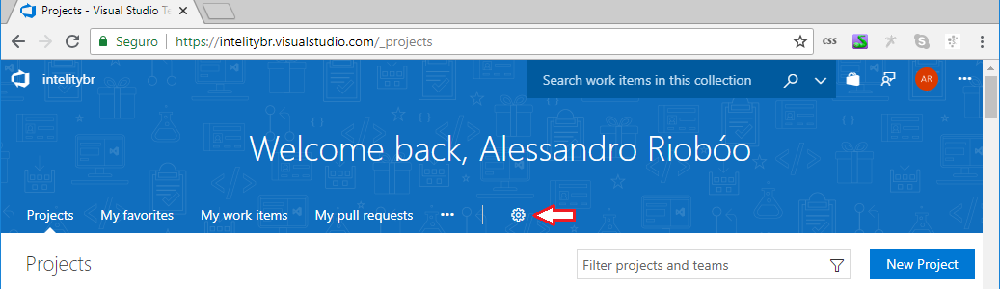 Projects - Visual Studio Te
Seguro
https://intelitybr.visualstudio.com/_projects
css
intelitybr
Search work items in this collection
AR
Welcome back, Alessandro Riobóo
Projects My favorites My work items My pull requests
Projects
Filter projects and teams
New Project